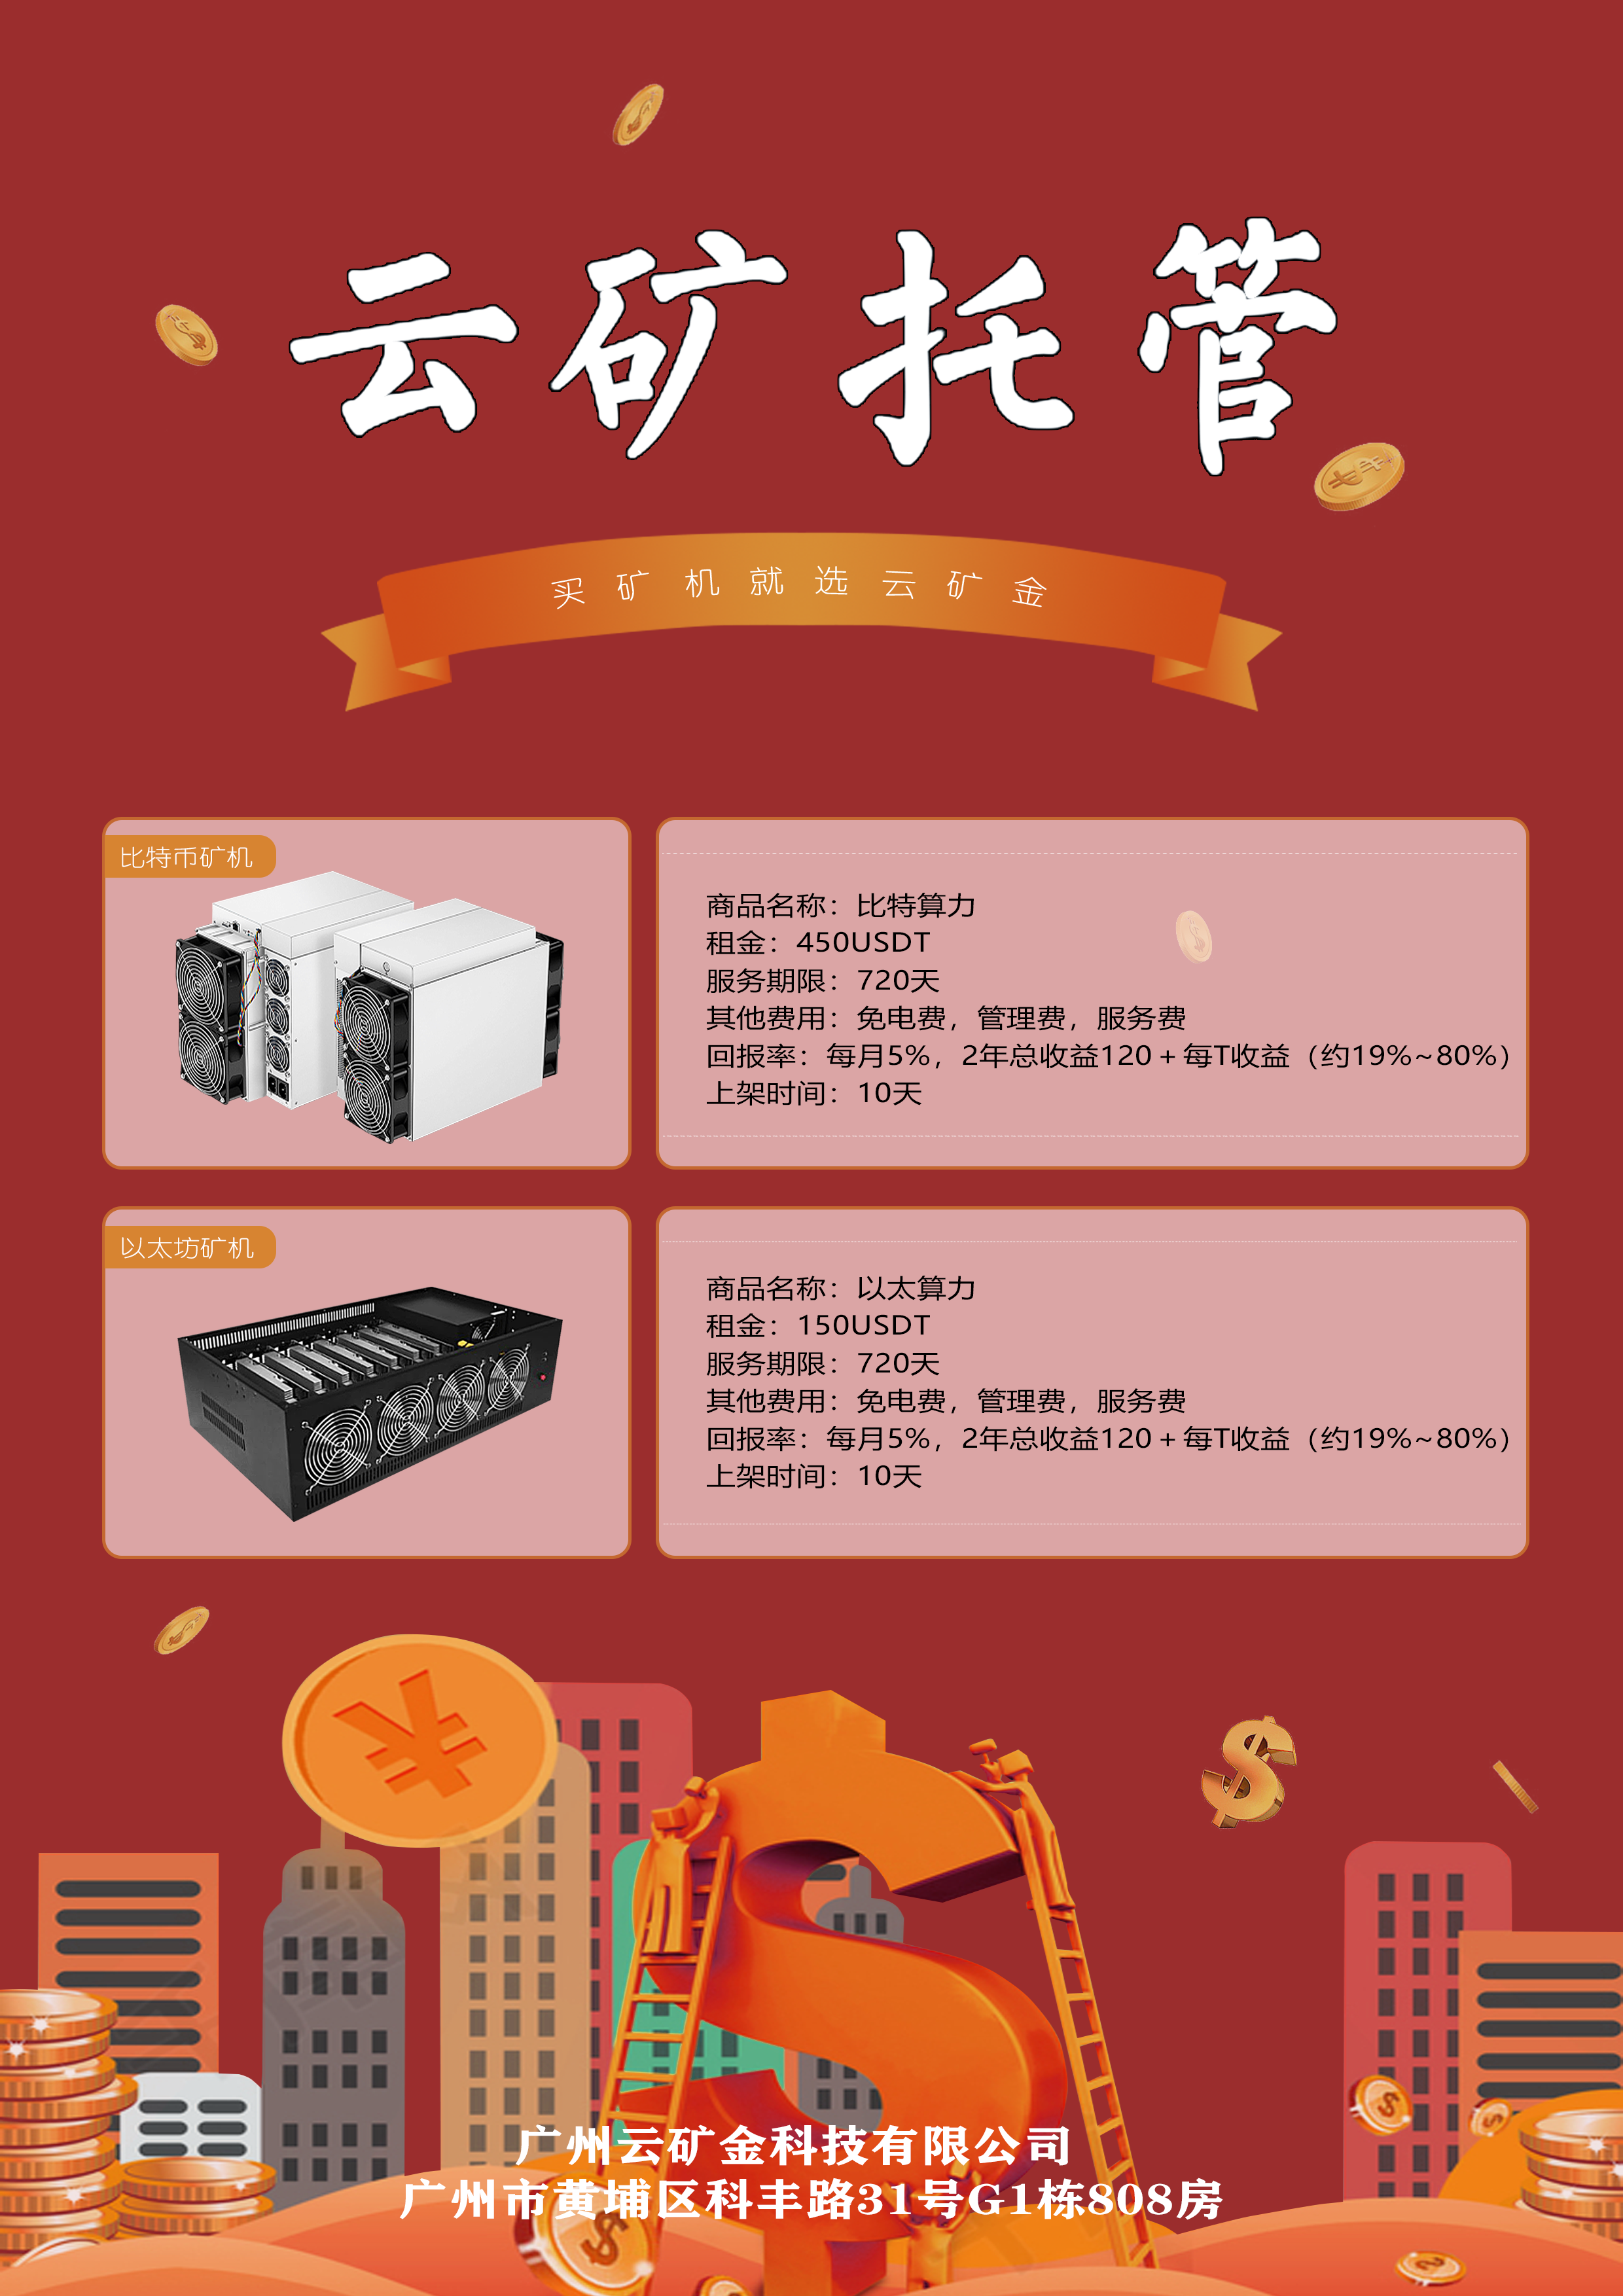 云矿托管
买矿机就选云矿金
比特币矿机
商品名称：比特算力
租金：450USDT
服务期限：720天
其他费用：免电费，管理费，服务费
回报率：每月5%，2年总收益120＋每T收益（约19%~80%）
上架时间：10天
以太坊矿机
商品名称：以太算力
租金：150USDT
服务期限：720天
其他费用：免电费，管理费，服务费
回报率：每月5%，2年总收益120＋每T收益（约19%~80%）
上架时间：10天
广州云矿金科技有限公司
广州市黄埔区科丰路31号G1栋808房